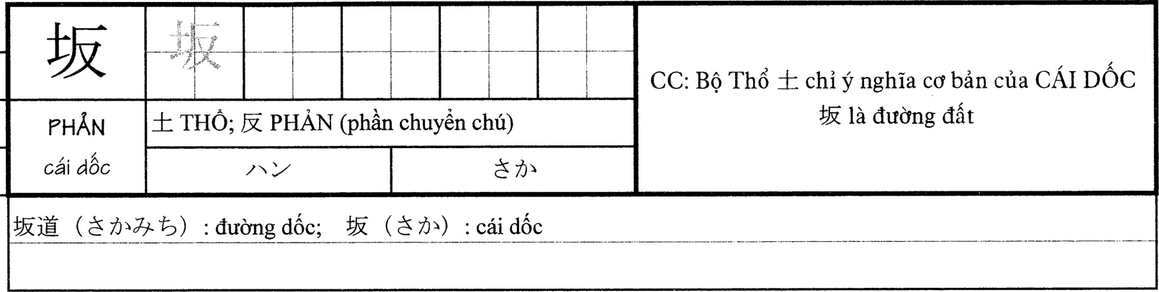 坂 坂
CC: Bộ Thổ 土 chỉ ý nghĩa cơ bản của CÁI DỐC
坂 là đường đất
PHẢN
cái dốc
土 THỔ; 反 PHẢN (phần chuyển chú)
ハン さか
坂道（さかみち）: đường dốc; 坂（さか）: cái dốc